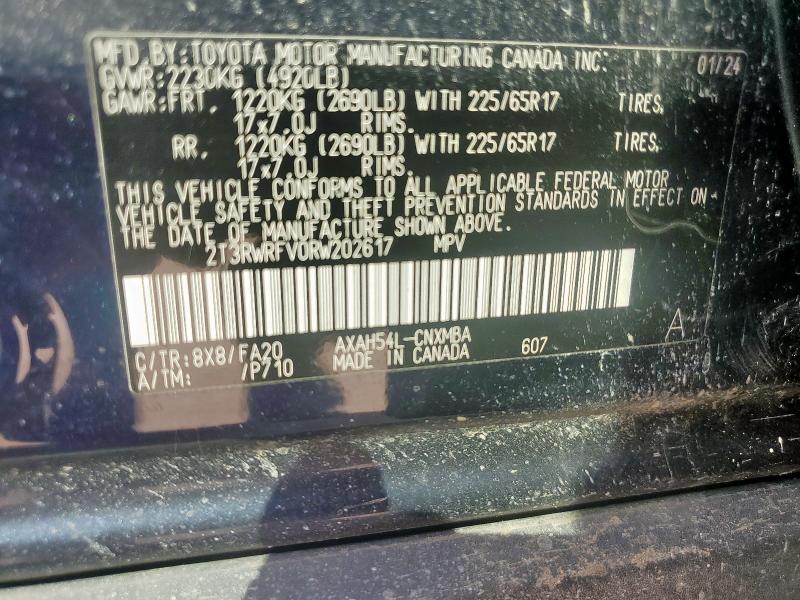 MFD. BY: TOYOTA MOTOR MANUFACTURING CANADA INC. 01/24
GVWR: 2230KG (4920LB)
GAWR: FRT. 1220KG (2690LB) WITH 225/65R17 TIRES,
17x7.0J RIMS.
RR. 1220KG (2690LB) WITH 225/65R17 TIRES,
17x7.0J RIMS.
THIS VEHICLE CONFORMS TO ALL APPLICABLE FEDERAL MOTOR
VEHICLE SAFETY AND THEFT PREVENTION STANDARDS IN EFFECT ON
THE DATE OF MANUFACTURE SHOWN ABOVE.
2T3RWRFV0RW202617 MPV
C/TR: 8X8/FA20 AXAH54L-CNXMBA 607 A
A/TM: /P710 MADE IN CANADA